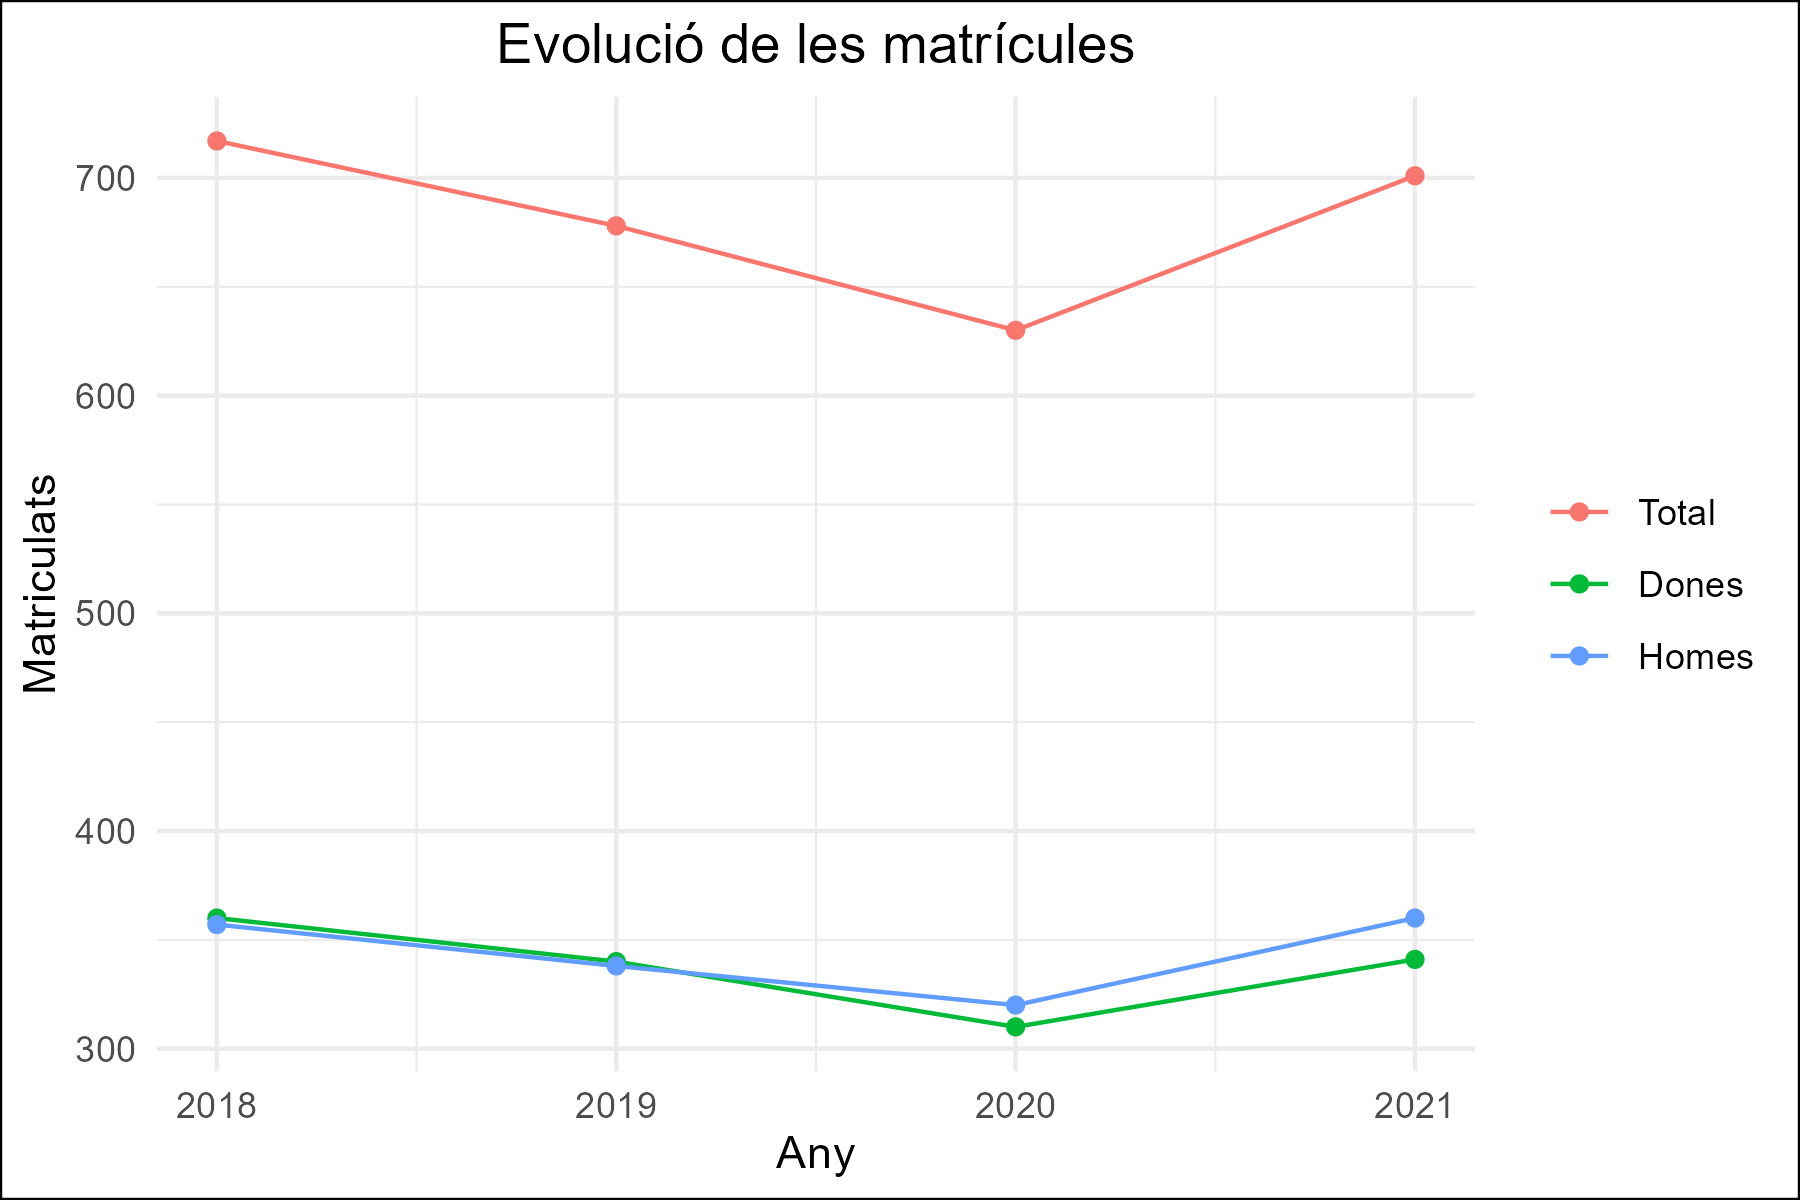 Evolució de les matrícules
Matriculats
700
600
500
400
300
2018
2019
2020
2021
Any
Total
Dones
Homes